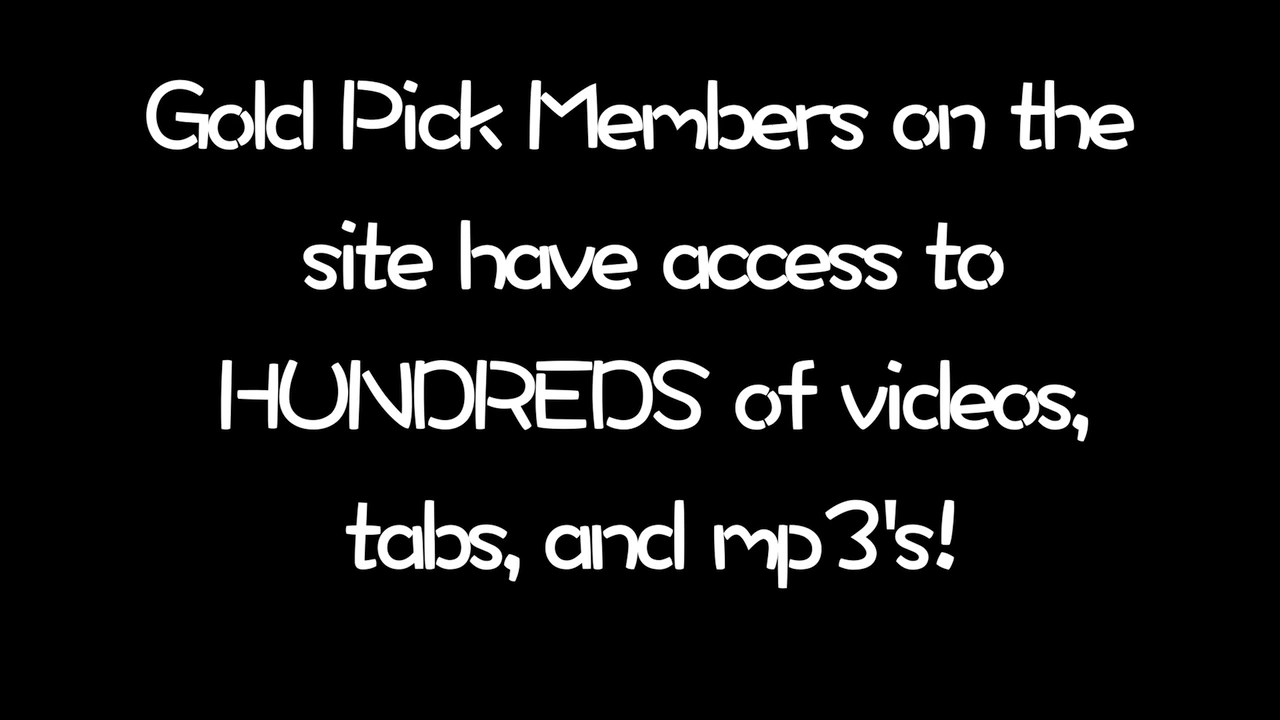 Gold Pick Members on the
site have access to
HUNDREDS of videos,
tabs, and mp3's!